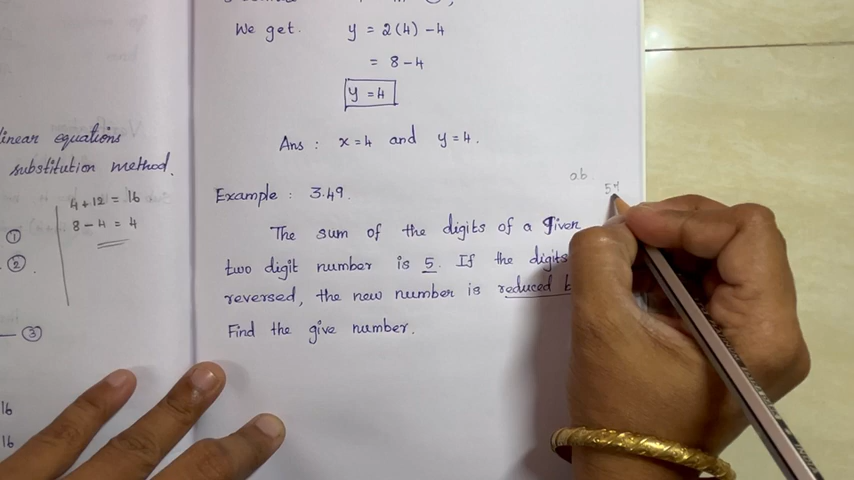 We get. y = 2(4) - 4
= 8 - 4
y = 4
Ans : x = 4 and y = 4.
linear equations
substitution method.
4 + 12 = 16
8 - 4 = 4
①
②
③
16
16
Example : 3.49.
ab
The sum of the digits of a given
two digit number is 5. If the digits
reversed, the new number is reduced b
Find the give number.